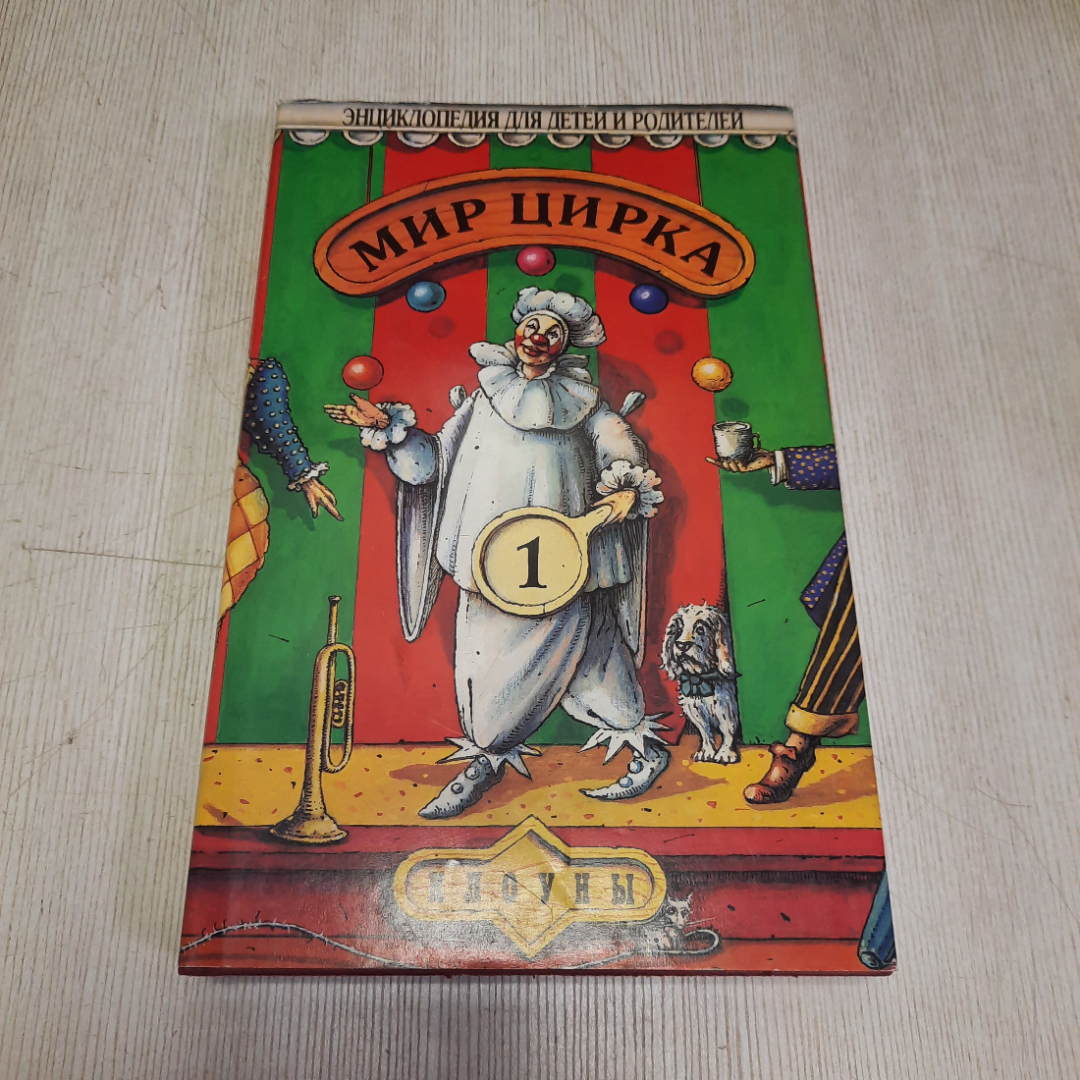 ЭНЦИКЛОПЕДИЯ ДЛЯ ДЕТЕЙ И РОДИТЕЛЕЙ
МИР ЦИРКА
1
КЛОУНЫ